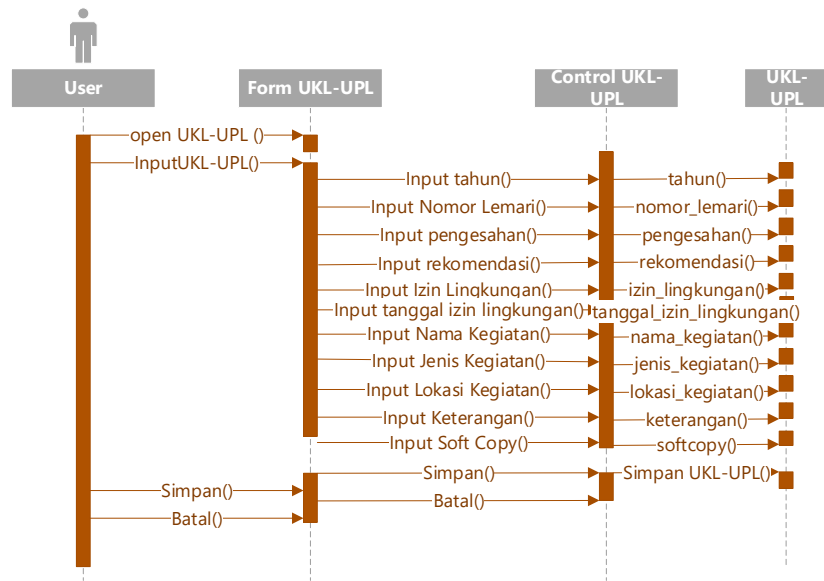 User
Form UKL-UPL
Control UKL-
UPL
UKL-
UPL
open UKL-UPL ()
InputUKL-UPL()
Input tahun()
tahun()
Input Nomor Lemari()
nomor_lemari()
Input pengesahan()
pengesahan()
Input rekomendasi()
rekomendasi()
Input Izin Lingkungan()
izin_lingkungan()
Input tanggal izin lingkungan()
tanggal_izin_lingkungan()
Input Nama Kegiatan()
nama_kegiatan()
Input Jenis Kegiatan()
jenis_kegiatan()
Input Lokasi Kegiatan()
lokasi_kegiatan()
Input Keterangan()
keterangan()
Input Soft Copy()
softcopy()
Simpan()
Simpan UKL-UPL()
Simpan()
Batal()
Batal()